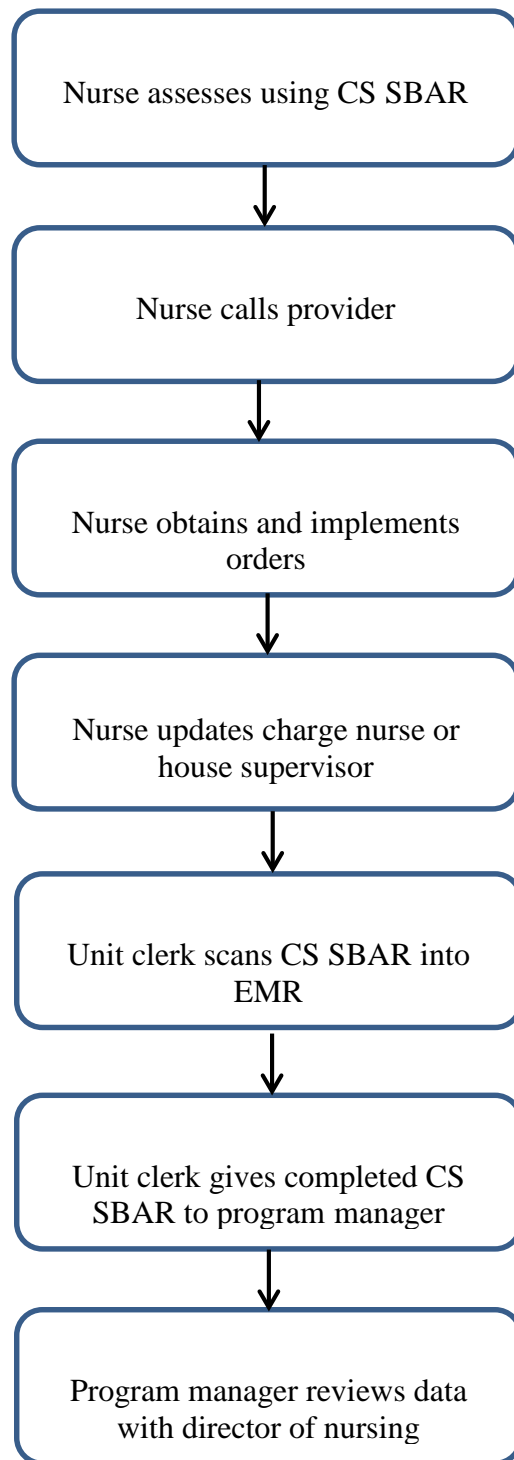 Nurse assesses using CS SBAR
Nurse calls provider
Nurse obtains and implements
orders
Nurse updates charge nurse or
house supervisor
Unit clerk scans CS SBAR into
EMR
Unit clerk gives completed CS
SBAR to program manager
Program manager reviews data
with director of nursing